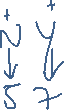 + +
N Y
↓ ↓
5 7